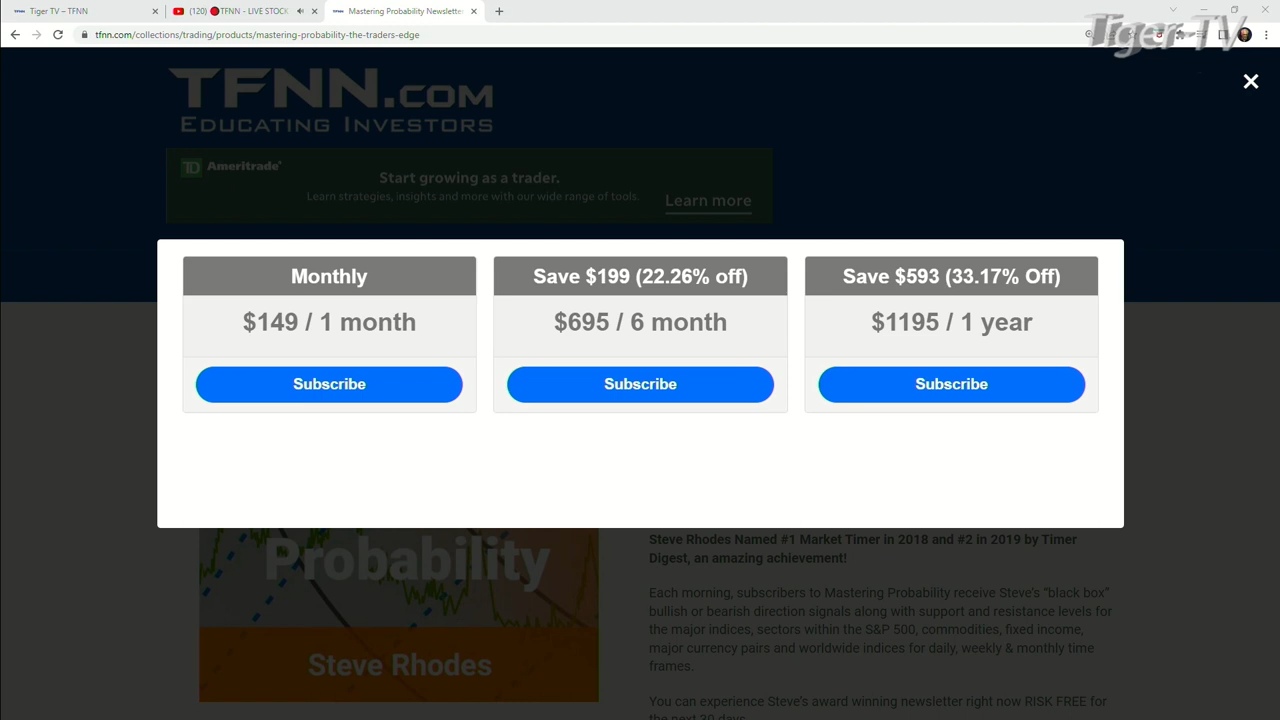 Tiger TV – TFNN
(120) 🔴TFNN - LIVE STOCK
Mastering Probability Newslette
Tiger TV
tfnn.com/collections/trading/products/mastering-probability-the-traders-edge
TFNN.COM
EDUCATING INVESTORS
TD Ameritrade
Start growing as a trader.
Learn strategies, insights and more with our wide range of tools.
Learn more
Monthly
$149 / 1 month
Subscribe
Save $199 (22.26% off)
$695 / 6 month
Subscribe
Save $593 (33.17% Off)
$1195 / 1 year
Subscribe
Probability
Steve Rhodes
Steve Rhodes Named #1 Market Timer in 2018 and #2 in 2019 by Timer
Digest, an amazing achievement!
Each morning, subscribers to Mastering Probability receive Steve's "black box"
bullish or bearish direction signals along with support and resistance levels for
the major indices, sectors within the S&P 500, commodities, fixed income,
major currency pairs and worldwide indices for daily, weekly & monthly time
frames.
You can experience Steve's award winning newsletter right now RISK FREE for
the next 30 days